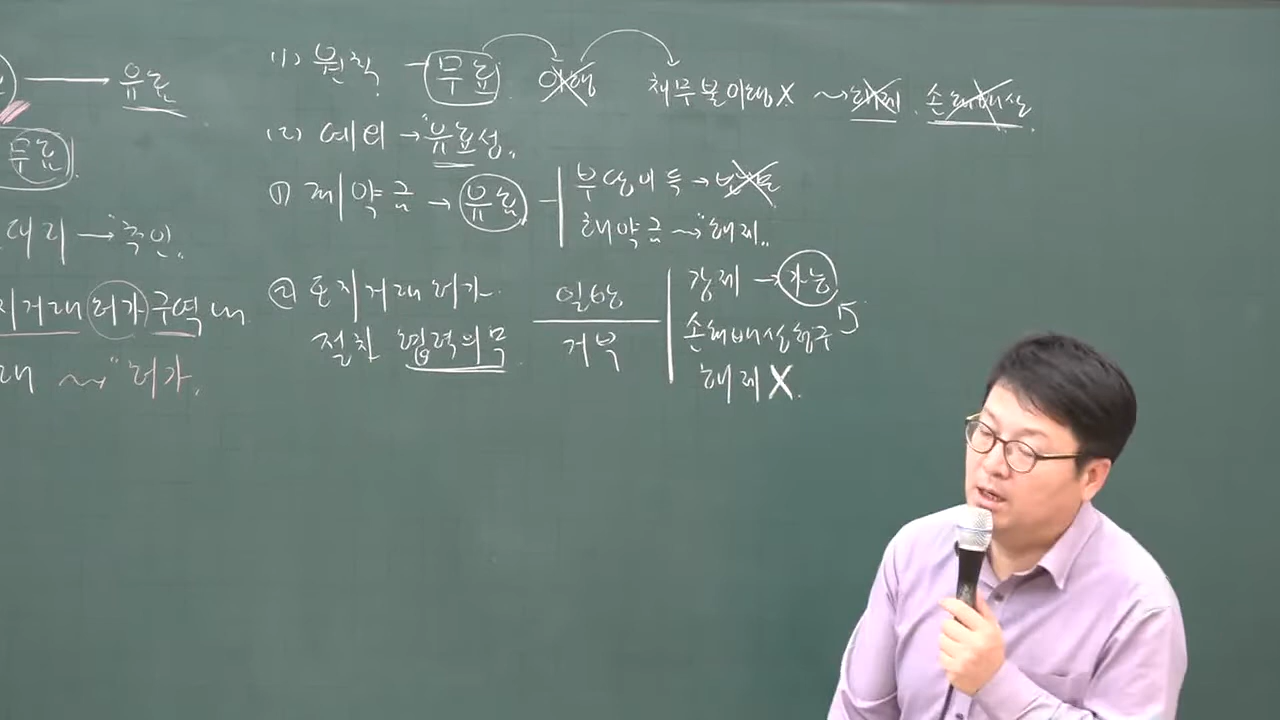 → 유효
무효
대리 → "추인"
지거래 허가구역 내
래 ~→ "허가"
(1) 원칙 - 무효. 이행 채무불이행X ~→ 해제. 손해배상.
(2) 예외 → "유효성"
① 계약금 → 유효 부당이득 → 반환
해약금 ~→ "해제"
② 토지거래허가. 일방 강제 → 가능
절차 협력의무. 거부 손해배상청구
해제X.